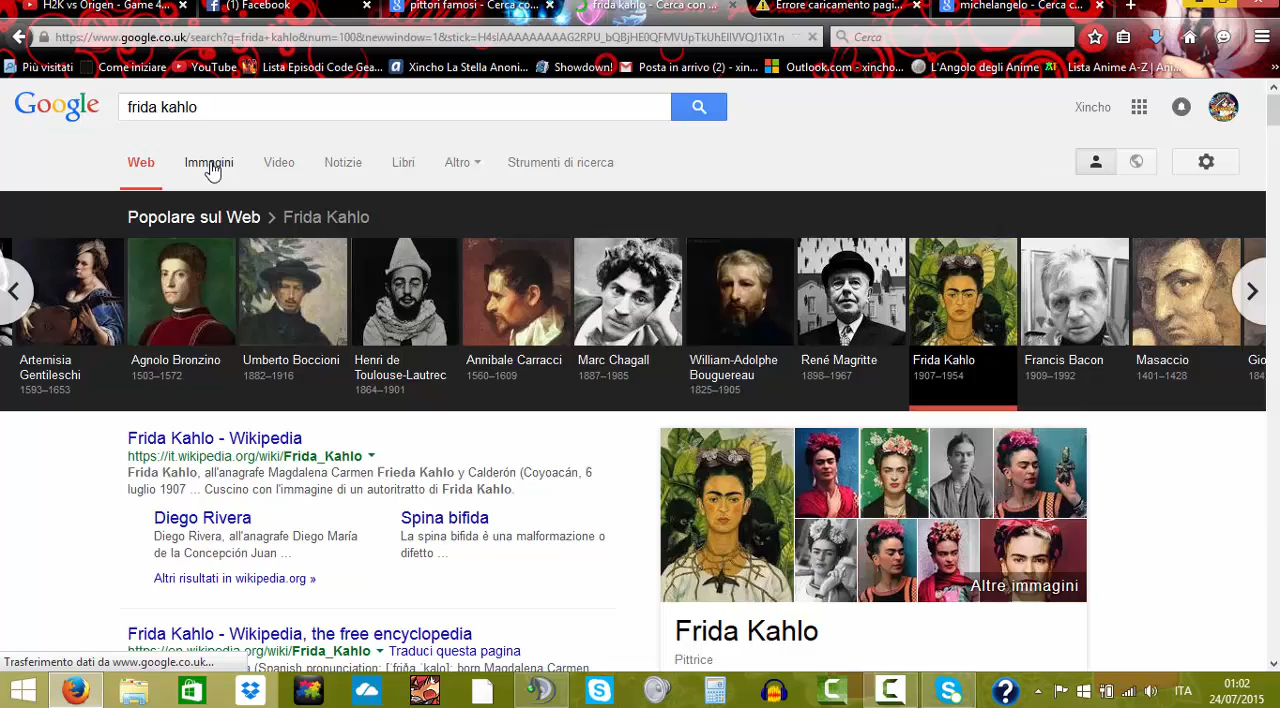 H2K vs Origen - Game 4...
(1) Facebook
pittori famosi - Cerca co...
frida kahlo - Cerca con ...
Errore caricamento pagi...
michelangelo - Cerca c...
https://www.google.co.uk/search?q=frida+kahlo&num=100&newwindow=1&stick=
Cerca
Più visitati
Come iniziare
YouTube
Lista Episodi Code Gea...
Xincho La Stella Anoni...
Showdown!
Posta in arrivo (2) - xin...
Outlook.com - xincho...
L'Angolo degli Anime
Lista Anime A-Z | Ani...
Google
frida kahlo
Xincho
Web
Immagini
Video
Notizie
Libri
Altro
Strumenti di ricerca
Popolare sul Web > Frida Kahlo
Artemisia
Gentileschi
1593–1653
Agnolo Bronzino
1503–1572
Umberto Boccioni
1882–1916
Henri de
Toulouse-Lautrec
1864–1901
Annibale Carracci
1560–1609
Marc Chagall
1887–1985
William-Adolphe
Bouguereau
1825–1905
René Magritte
1898–1967
Frida Kahlo
1907–1954
Francis Bacon
1909–1992
Masaccio
1401–1428
Gio
184
Frida Kahlo - Wikipedia
https://it.wikipedia.org/wiki/Frida_Kahlo
Frida Kahlo, all'anagrafe Magdalena Carmen Frieda Kahlo y Calderón (Coyoacán, 6
luglio 1907 ... Cuscino con l'immagine di un autoritratto di Frida Kahlo.
Diego Rivera
Diego Rivera, all'anagrafe Diego María
de la Concepción Juan ...
Spina bifida
La spina bifida è una malformazione o
difetto ...
Altri risultati in wikipedia.org »
Frida Kahlo - Wikipedia, the free encyclopedia
https://en.wikipedia.org/wiki/Frida_Kahlo Traduci questa pagina
(Spanish pronunciation: [ˈfɾiða ˈkalo]; born Magdalena Carmen
Altre immagini
Frida Kahlo
Pittrice
Trasferimento dati da www.google.co.uk...
ITA
01:02
24/07/2015